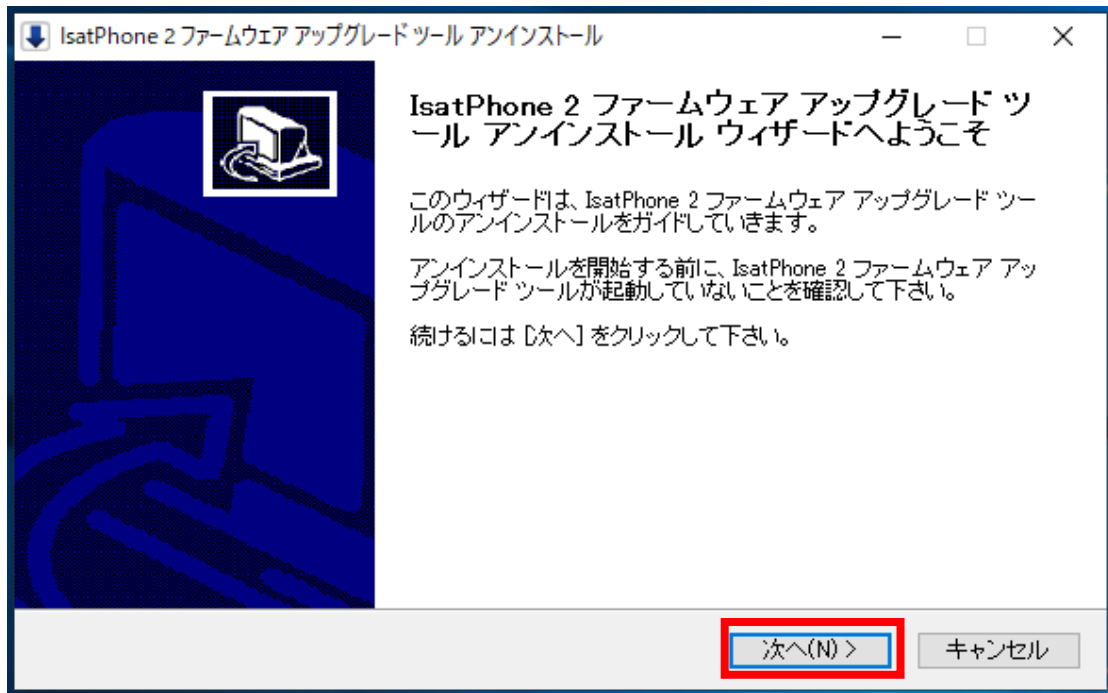 IsatPhone 2 ファームウェア アップグレード ツール アンインストール
IsatPhone 2 ファームウェア アップグレード ツ
ール アンインストール ウィザードへようこそ
このウィザードは、IsatPhone 2 ファームウェア アップグレード ツー
ルのアンインストールをガイドしていきます。
アンインストールを開始する前に、IsatPhone 2 ファームウェア アッ
プグレード ツールが起動していないことを確認して下さい。
続けるには [次へ] をクリックして下さい。
次へ(N) >
キャンセル